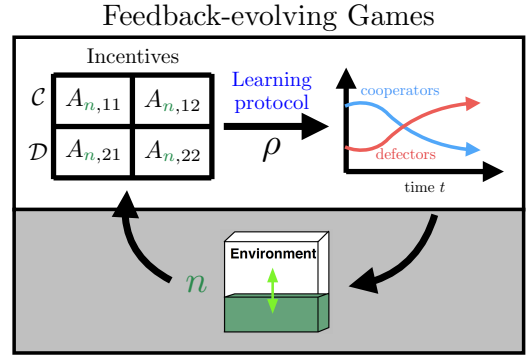 Feedback-evolving Games
Incentives
𝒞 A_{n,11} A_{n,12}
𝒟 A_{n,21} A_{n,22}
Learning
protocol
ρ
cooperators
defectors
time t
n
Environment